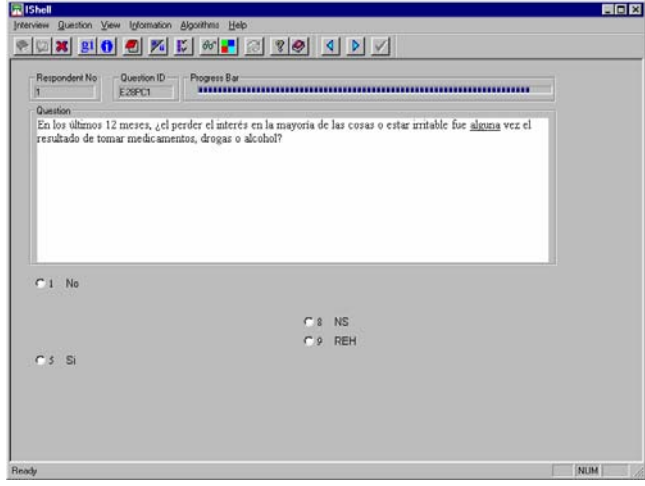 IShell
Interview Question View Information Algorithms Help
g1
Respondent No Question ID Progress Bar
1 E28PC1
Question
En los últimos 12 meses, ¿el perder el interés en la mayoría de las cosas o estar irritable fue alguna vez el
resultado de tomar medicamentos, drogas o alcohol?
1 No
8 NS
9 REH
5 Si
Ready NUM